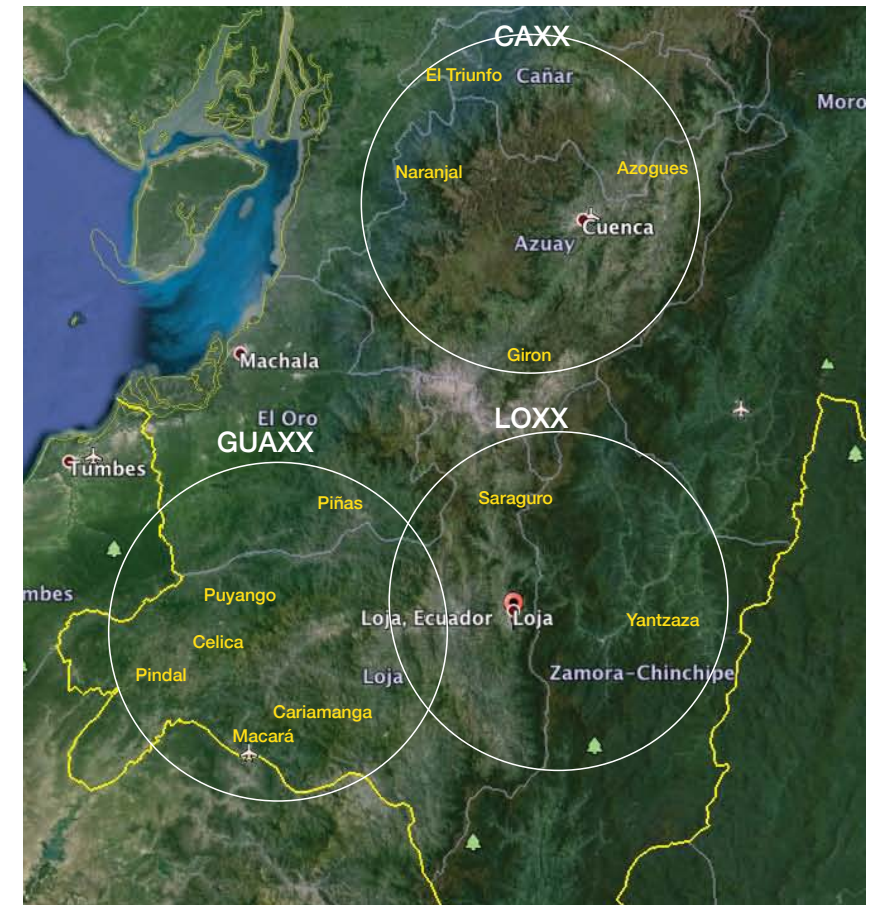 CAXX
El Triunfo
Cañar
Moro
Naranjal
Azogues
Cuenca
Azuay
Giron
Machala
El Oro
LOXX
GUAXX
Tumbes
Saraguro
Piñas
mbes
Puyango
Loja, Ecuador
Loja
Yantzaza
Celica
Pindal
Loja
Zamora-Chinchipe
Cariamanga
Macará